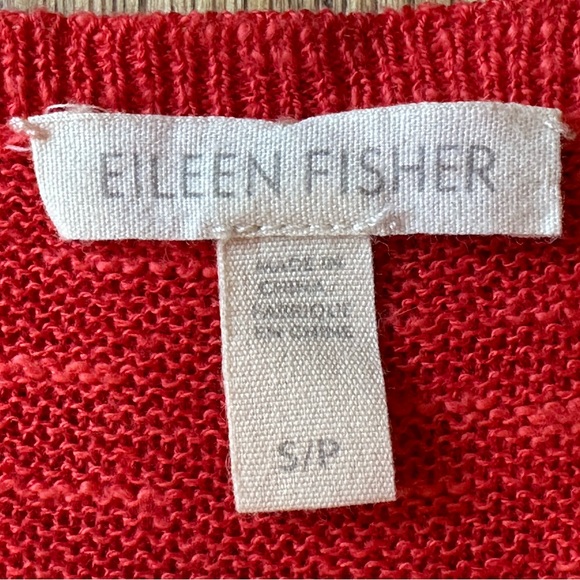 EILEEN FISHER
MADE IN
CHINA
FABRIQUE
EN CHINE
S/P